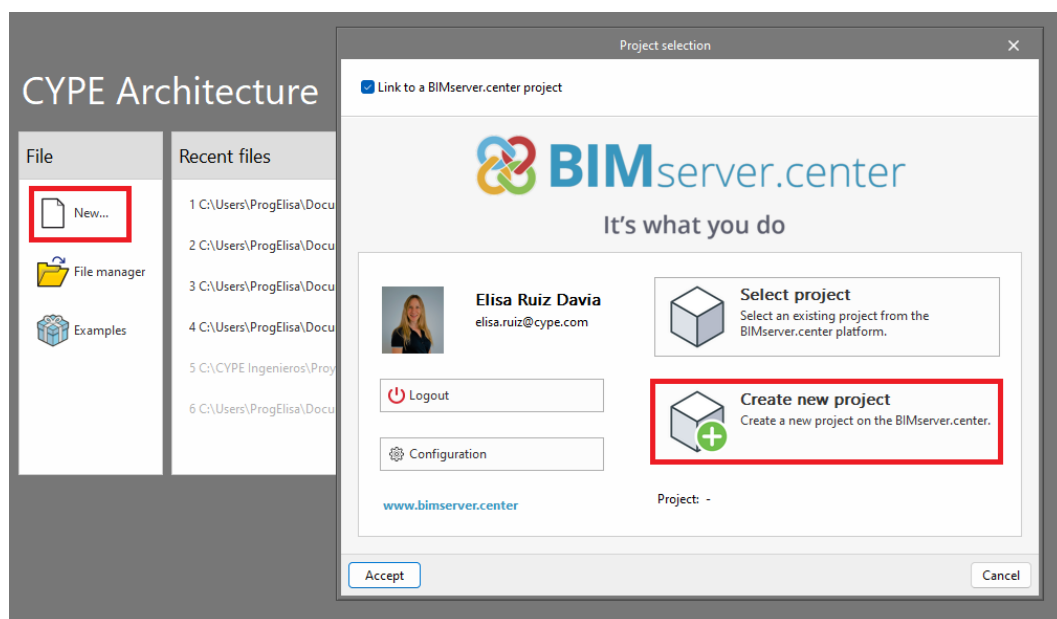 CYPE Architecture
File
New...
File manager
Examples
Recent files
1 C:\Users\ProgElisa\Docu
2 C:\Users\ProgElisa\Docu
3 C:\Users\ProgElisa\Docu
4 C:\Users\ProgElisa\Docu
5 C:\CYPE Ingenieros\Proy
6 C:\Users\ProgElisa\Docu
Project selection
Link to a BIMserver.center project
BIMserver.center
It's what you do
Elisa Ruiz Davia
elisa.ruiz@cype.com
Logout
Configuration
www.bimserver.center
Select project
Select an existing project from the
BIMserver.center platform.
Create new project
Create a new project on the BIMserver.center.
Project: -
Accept
Cancel